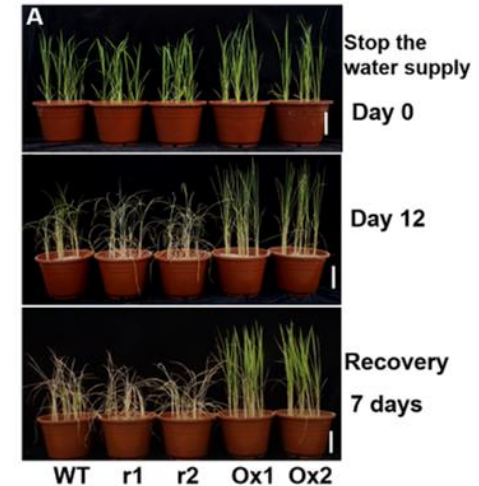 A
Stop the
water supply
Day 0
Day 12
Recovery
7 days
WT r1 r2 Ox1 Ox2